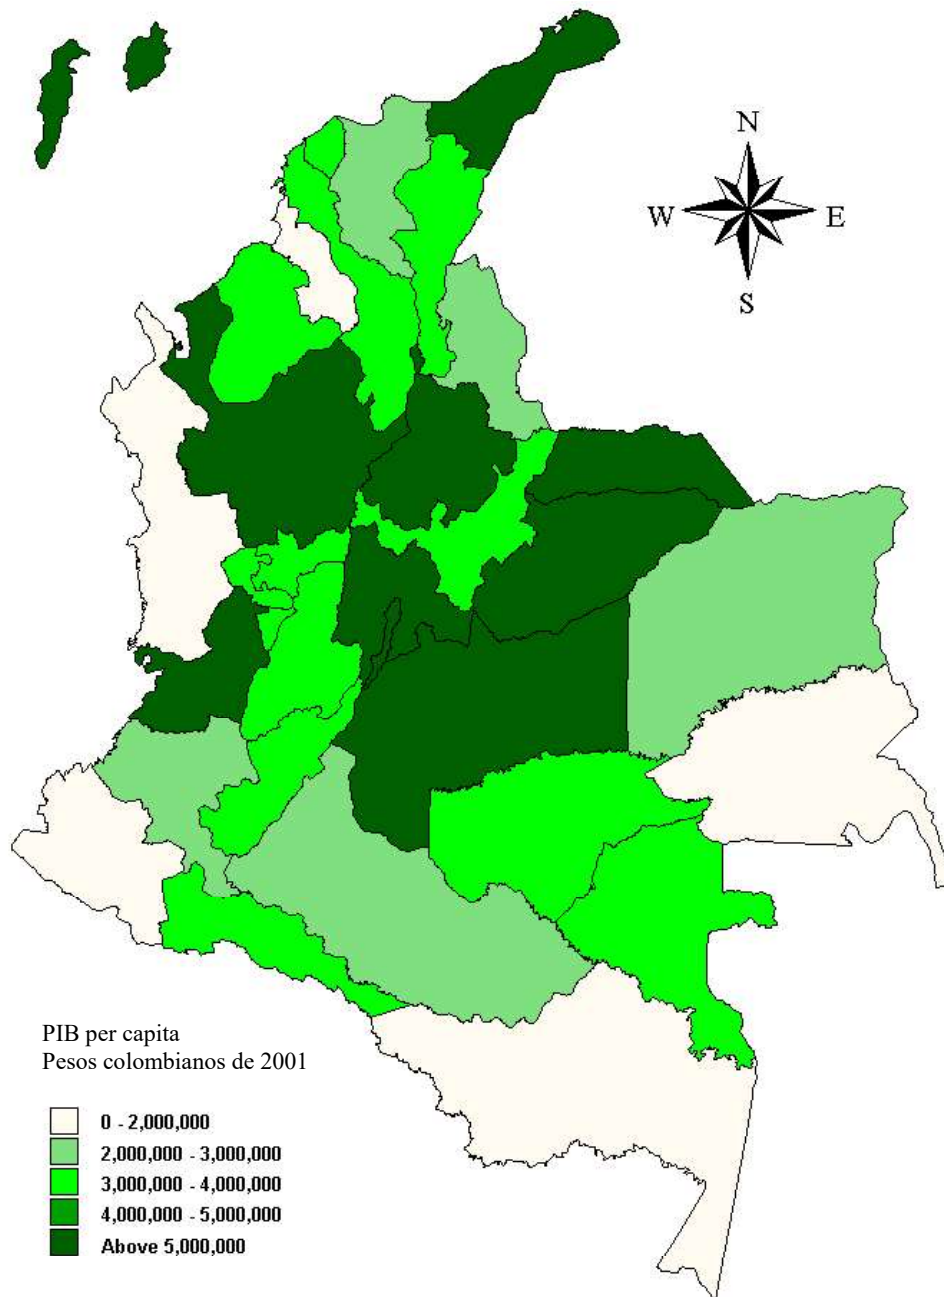 N
W E
S
PIB per capita
Pesos colombianos de 2001
0 - 2,000,000
2,000,000 - 3,000,000
3,000,000 - 4,000,000
4,000,000 - 5,000,000
Above 5,000,000